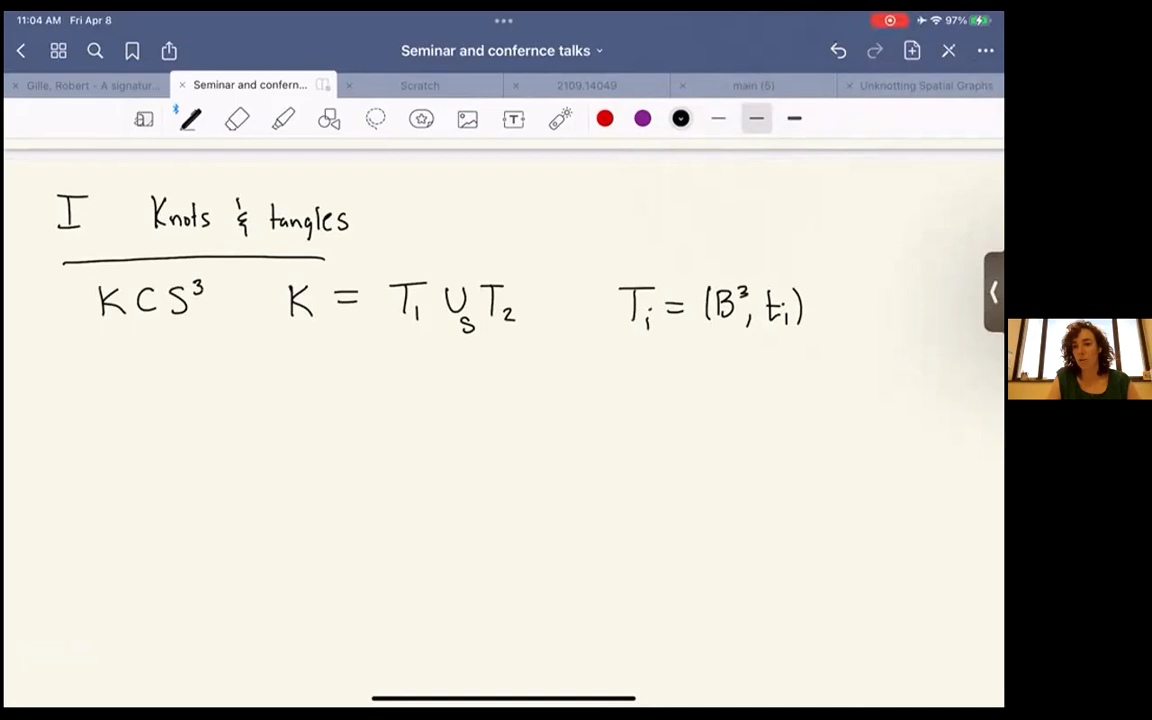 11:04 AM Fri Apr 8
97%
Seminar and confernce talks
Gille, Robert - A signatur... Seminar and confern... Scratch 2109.14049 main (5) Unknotting Spatial Graphs
I Knots & tangles
K ⊂ S³ K = T₁ ∪_S T₂ Tᵢ = (B³, tᵢ)